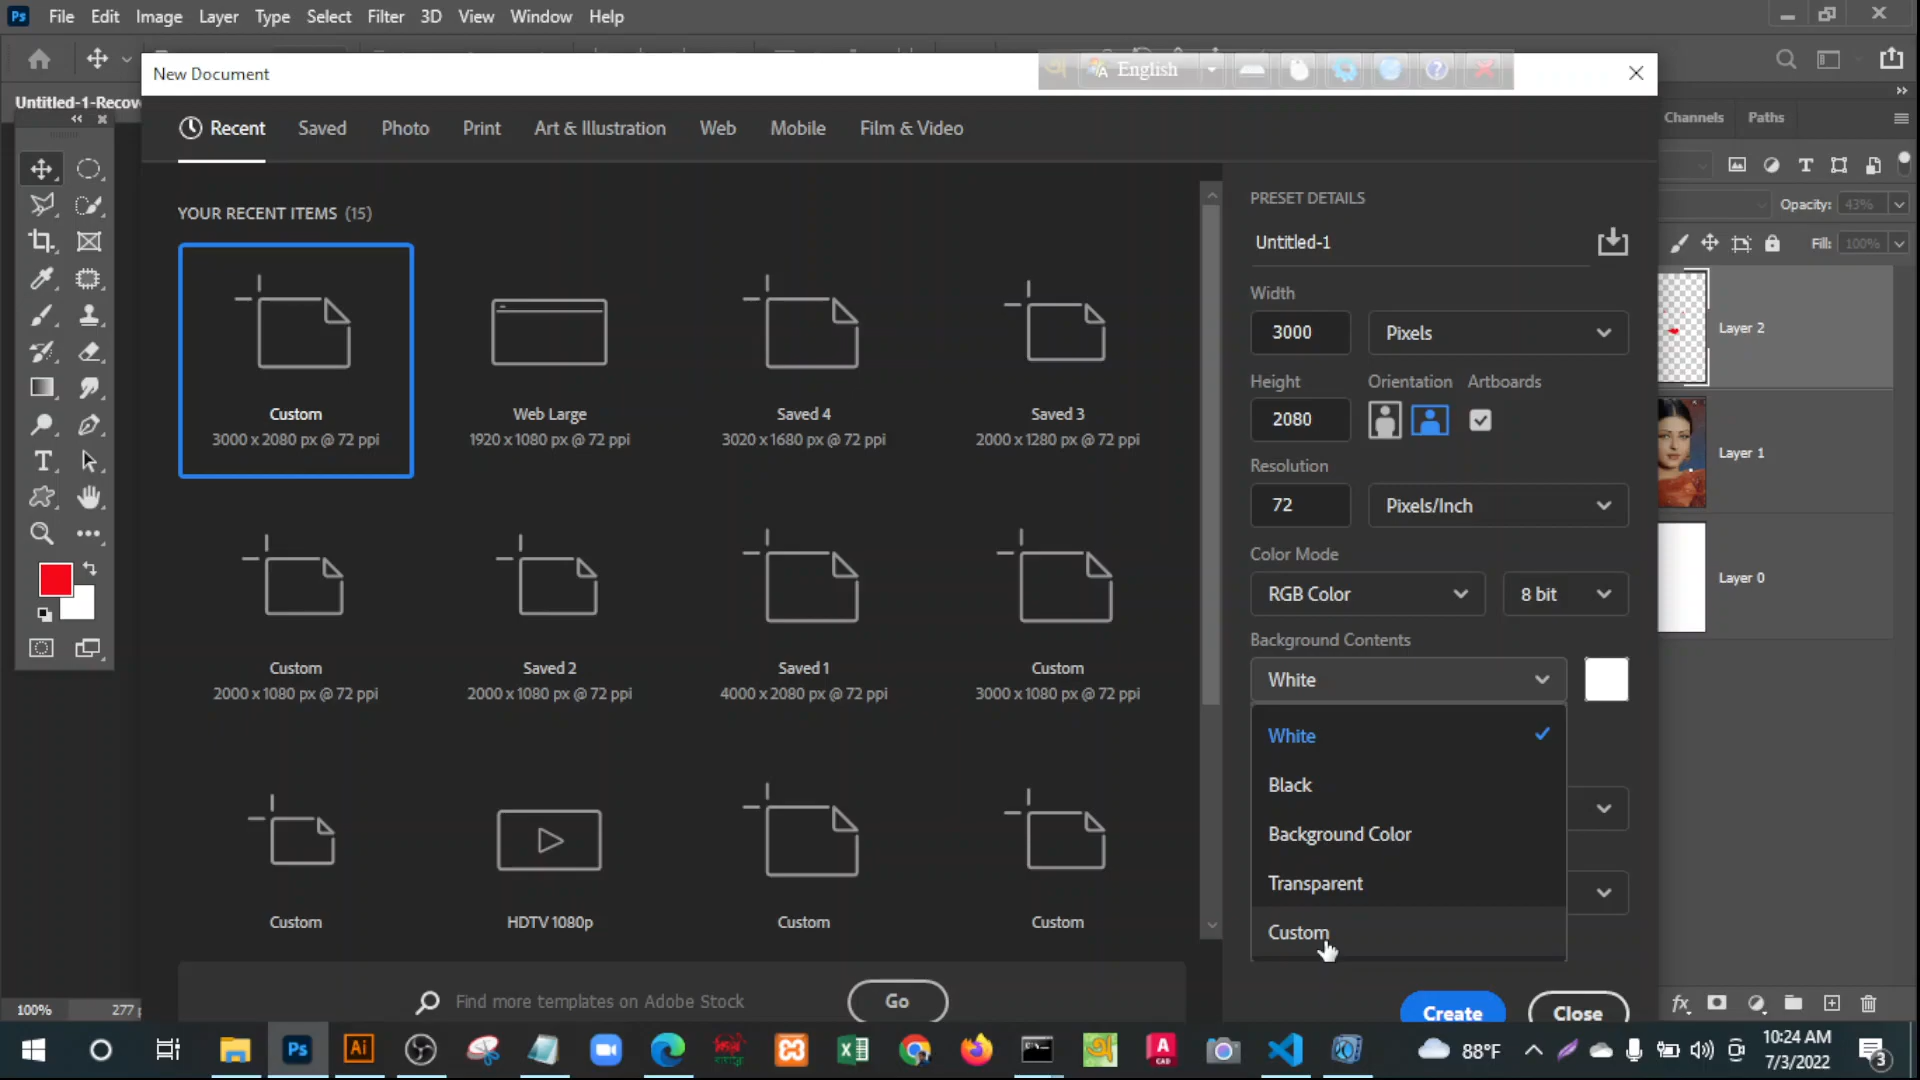 Ps File Edit Image Layer Type Select Filter 3D View Window Help
New Document
English
Untitled-1-Recov
Recent Saved Photo Print Art & Illustration Web Mobile Film & Video
Channels Paths
YOUR RECENT ITEMS (15)
PRESET DETAILS
Untitled-1
Opacity: 43%
Fill: 100%
Width
3000 Pixels
Height Orientation Artboards
2080
Resolution
72 Pixels/Inch
Color Mode
RGB Color 8 bit
Background Contents
White
White
Black
Background Color
Transparent
Custom
Custom
3000 x 2080 px @ 72 ppi
Web Large
1920 x 1080 px @ 72 ppi
Saved 4
3020 x 1680 px @ 72 ppi
Saved 3
2000 x 1280 px @ 72 ppi
Custom
2000 x 1080 px @ 72 ppi
Saved 2
2000 x 1080 px @ 72 ppi
Saved 1
4000 x 2080 px @ 72 ppi
Custom
3000 x 1080 px @ 72 ppi
Custom
HDTV 1080p
Custom
Custom
Find more templates on Adobe Stock Go
Create Close
Layer 2
Layer 1
Layer 0
100% 277
Ps Ai
88°F
10:24 AM
7/3/2022
3